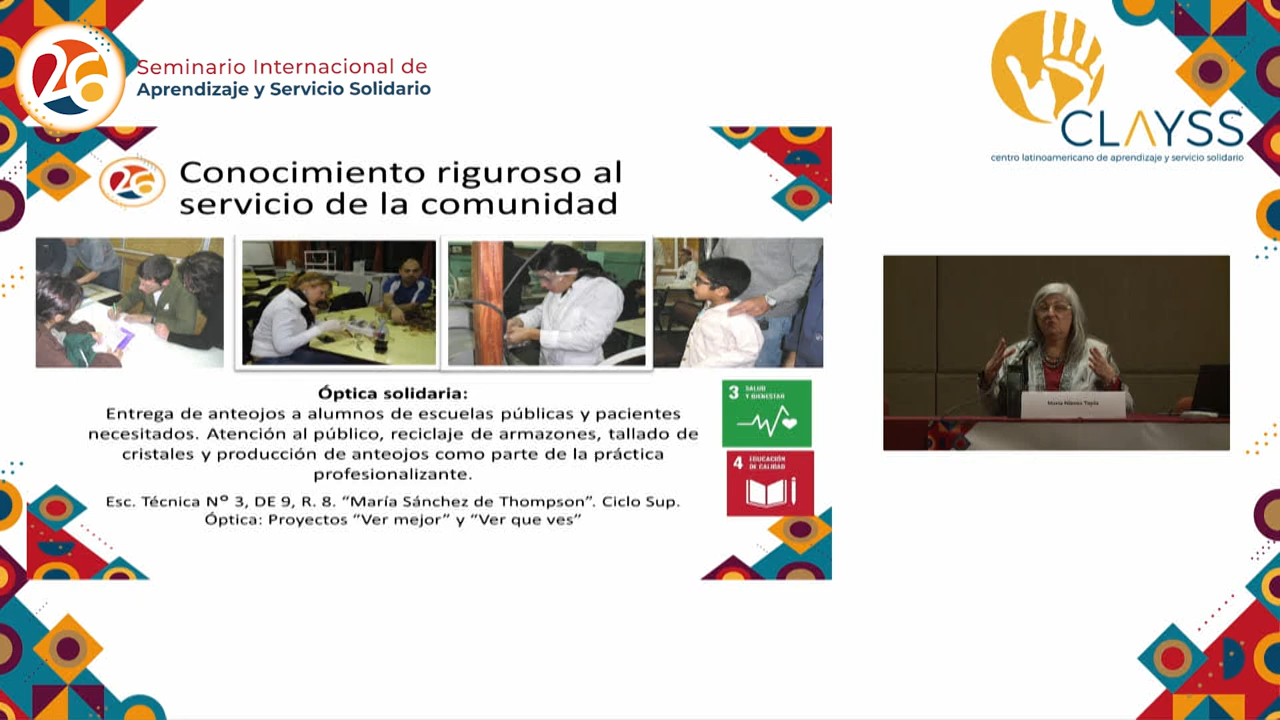 26
Seminario Internacional de
Aprendizaje y Servicio Solidario
CLAYSS
centro latinoamericano de aprendizaje y servicio solidario
26
Conocimiento riguroso al
servicio de la comunidad
Óptica solidaria:
Entrega de anteojos a alumnos de escuelas públicas y pacientes
necesitados. Atención al público, reciclaje de armazones, tallado de
cristales y producción de anteojos como parte de la práctica
profesionalizante.
Esc. Técnica Nº 3, DE 9, R. 8. “María Sánchez de Thompson”. Ciclo Sup.
Óptica: Proyectos “Ver mejor” y “Ver que ves”
3 SALUD
Y BIENESTAR
4 EDUCACIÓN
DE CALIDAD
María Nieves Tapia